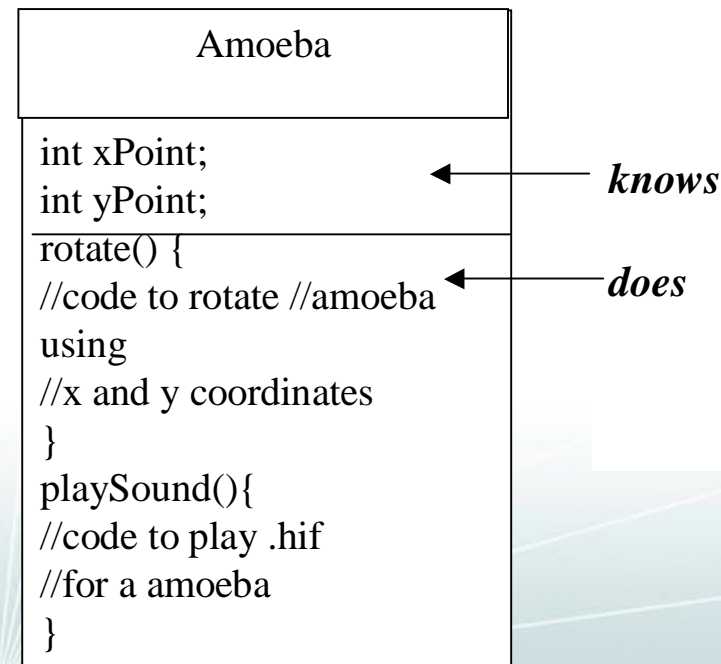 Amoeba
int xPoint;
int yPoint;
knows
rotate() {
//code to rotate //amoeba
using
//x and y coordinates
}
does
playSound(){
//code to play .hif
//for a amoeba
}